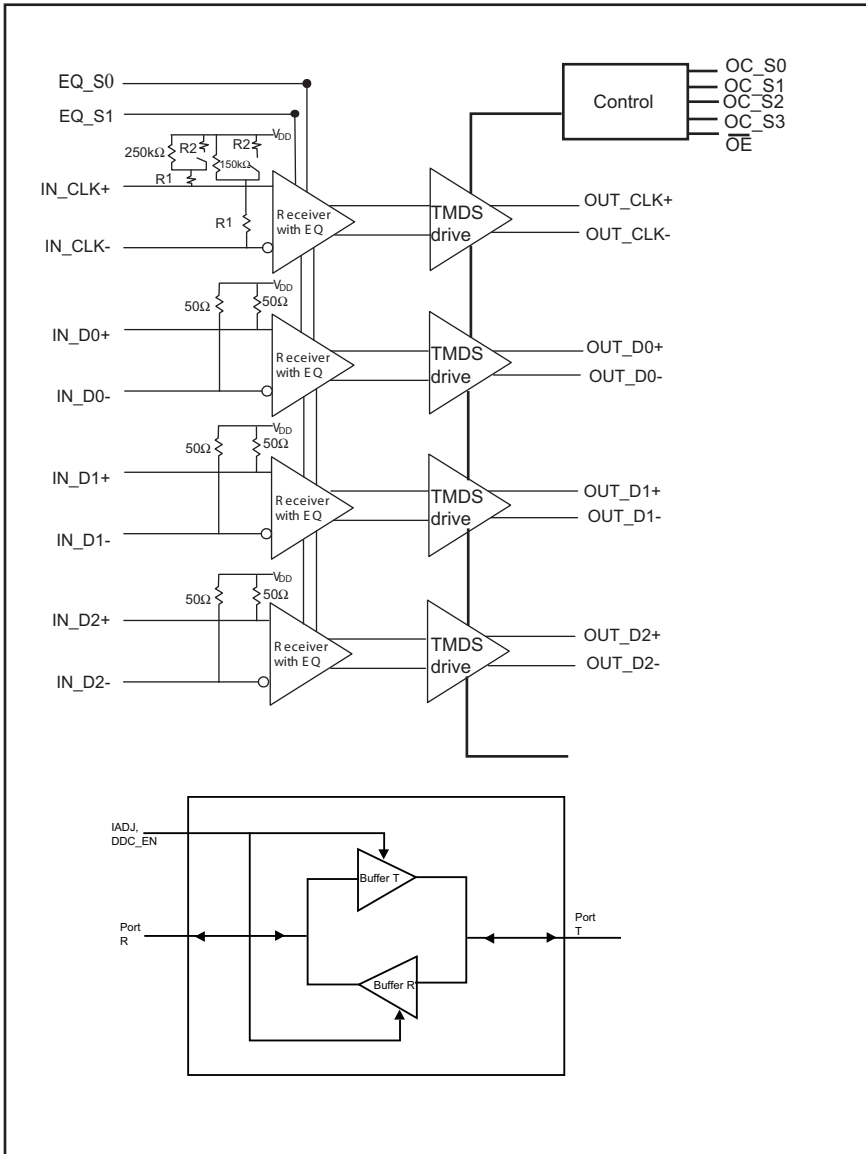 EQ_S0
EQ_S1
OC_S0
OC_S1
OC_S2
OC_S3
OE
Control
VDD
R2
R2
250kΩ
150kΩ
R1
R1
IN_CLK+
IN_CLK-
Receiver
with EQ
TMDS
drive
OUT_CLK+
OUT_CLK-
VDD
50Ω
50Ω
IN_D0+
IN_D0-
Receiver
with EQ
TMDS
drive
OUT_D0+
OUT_D0-
VDD
50Ω
50Ω
IN_D1+
IN_D1-
Receiver
with EQ
TMDS
drive
OUT_D1+
OUT_D1-
VDD
50Ω
50Ω
IN_D2+
IN_D2-
Receiver
with EQ
TMDS
drive
OUT_D2+
OUT_D2-
IADJ,
DDC_EN
Buffer T
Port
R
Port
T
Buffer R